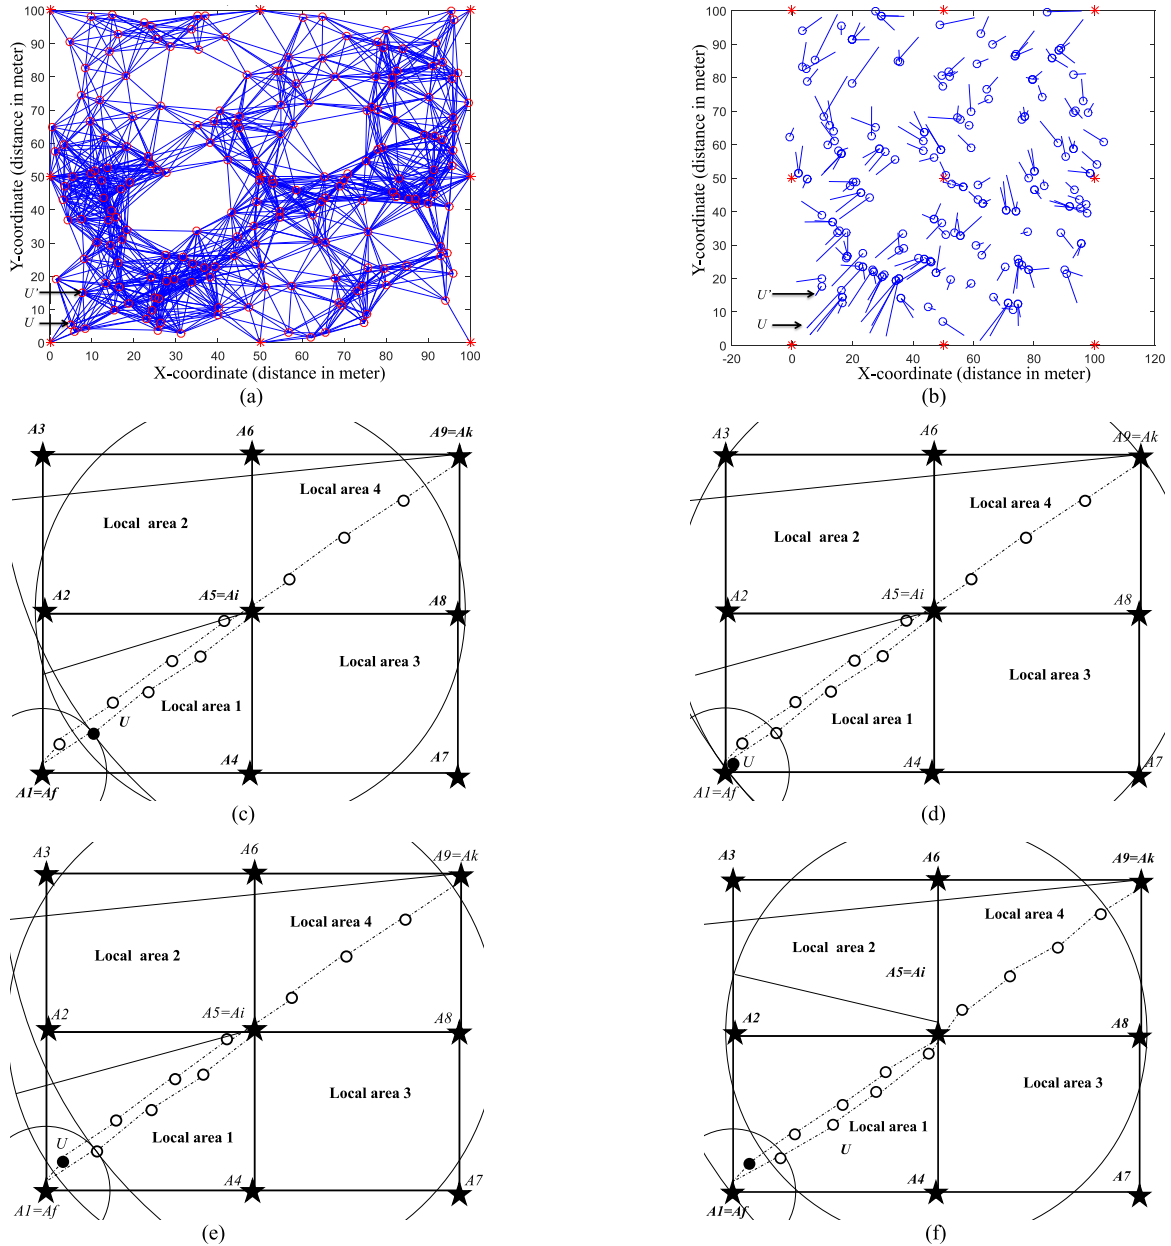 100
90
80
70
60
50
40
30
20
10
0
Y-coordinate (distance in meter)
U'
U
0 10 20 30 40 50 60 70 80 90 100
X-coordinate (distance in meter)
(a)
100
90
80
70
60
50
40
30
20
10
0
Y-coordinate (distance in meter)
U'
U
-20 0 20 40 60 80 100 120
X-coordinate (distance in meter)
(b)
A3
A6
A9=Ak
Local area 4
Local area 2
A2
A5=Ai
A8
Local area 3
Local area 1
U
A4
A7
A1=Af
(c)
A3
A6
A9=Ak
Local area 4
Local area 2
A2
A5=Ai
A8
Local area 3
Local area 1
U
A4
A7
A1=Af
(d)
A3
A6
A9=Ak
Local area 4
Local area 2
A2
A5=Ai
A8
Local area 3
Local area 1
U
A4
A7
A1=Af
(e)
A3
A6
A9=Ak
Local area 4
Local area 2
A5=Ai
A2
A8
Local area 3
Local area 1
U
A4
A7
A1=Af
(f)